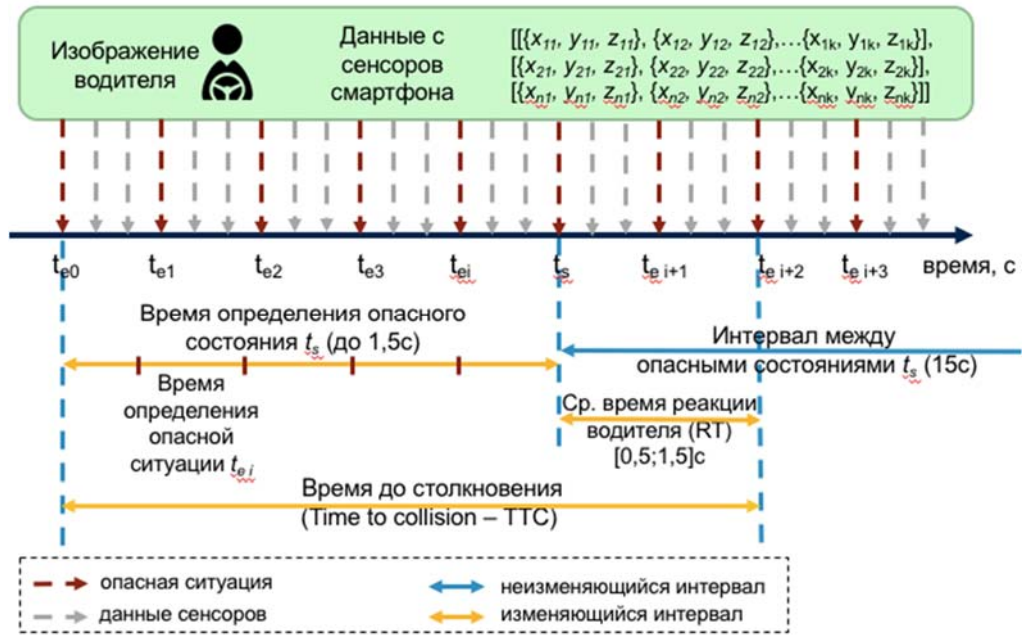 Изображение
водителя
Данные с
сенсоров
смартфона
[[{x11, y11, z11}, {x12, y12, z12},…{x1k, y1k, z1k}],
[{x21, y21, z21}, {x22, y22, z22},…{x2k, y2k, z2k}],
[{xn1, yn1, zn1}, {xn2, yn2, zn2},…{xnk, ynk, znk}]]
te0 te1 te2 te3 tei ts te i+1 te i+2 te i+3 время, с
Время определения опасного
состояния ts (до 1,5с)
Интервал между
опасными состояниями ts (15с)
Время
определения
опасной
ситуации te i
Ср. время реакции
водителя (RT)
[0,5;1,5]с
Время до столкновения
(Time to collision – TTC)
опасная ситуация
неизменяющийся интервал
данные сенсоров
изменяющийся интервал